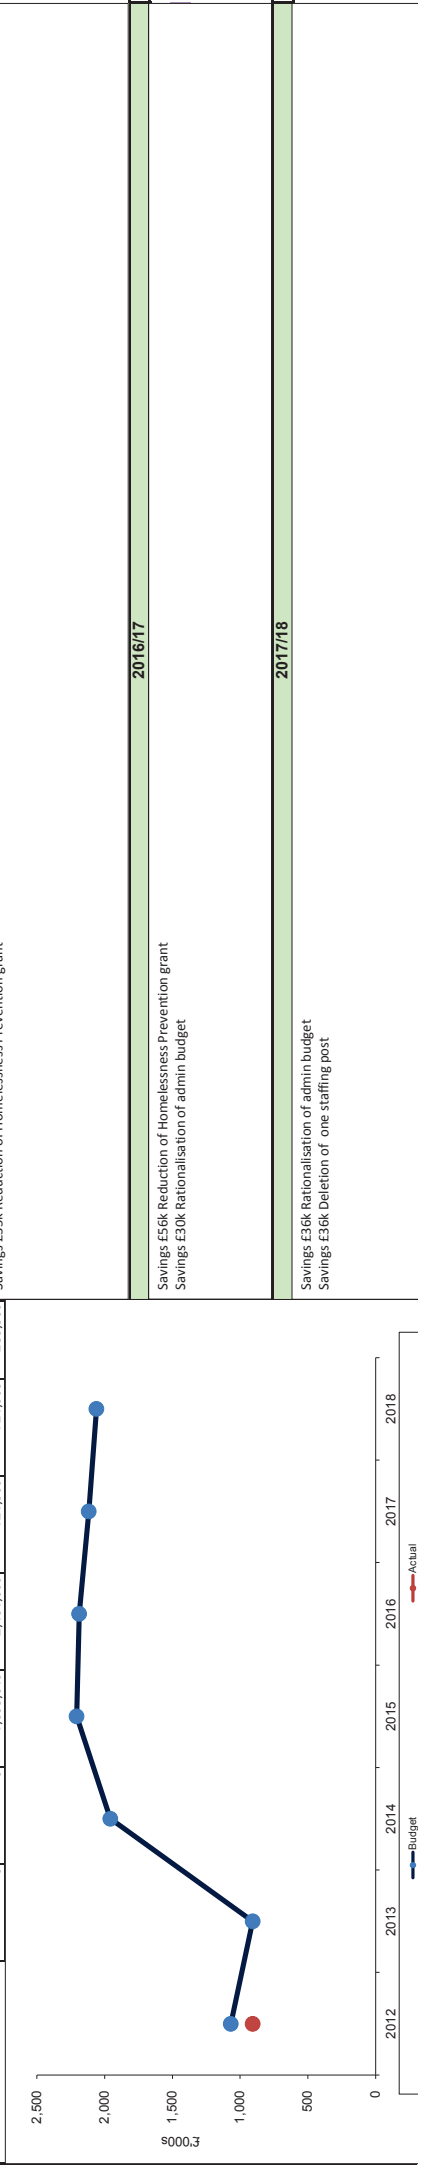 2,500
2,000
1,500
1,000
500
0
£'000s
2012
2013
2014
2015
2016
2017
2018
Budget
Actual
2016/17
Savings £56k Reduction of Homelessness Prevention grant
Savings £30k Rationalisation of admin budget
2017/18
Savings £36k Rationalisation of admin budget
Savings £36k Deletion of one staffing post